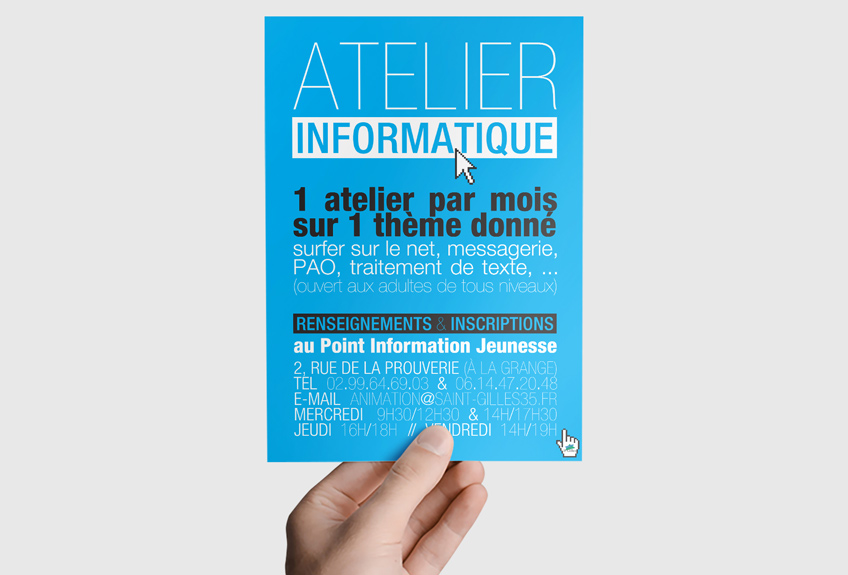 ATELIER
INFORMATIQUE
1 atelier par mois
sur 1 thème donné
surfer sur le net, messagerie,
PAO, traitement de texte, ...
(ouvert aux adultes de tous niveaux)
RENSEIGNEMENTS & INSCRIPTIONS
au Point Information Jeunesse
2, RUE DE LA PROUVERIE (À LA GRANGE)
TÉL 02.99.64.69.03 & 06.14.47.20.48
E-MAIL ANIMATION@SAINT-GILLES35.FR
MERCREDI 9H30/12H30 & 14H/17H30
JEUDI 16H/18H // VENDREDI 14H/19H